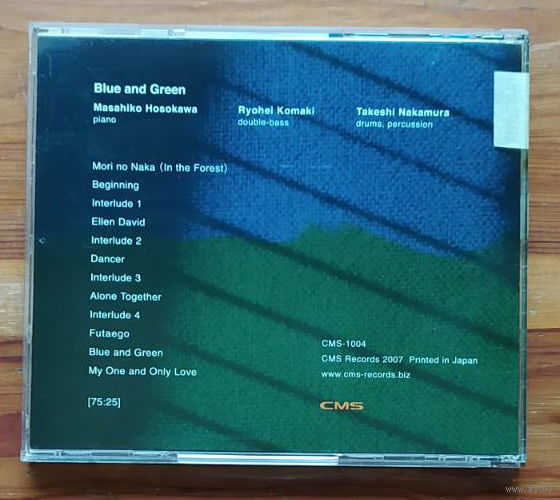 Blue and Green
Masahiko Hosokawa
piano
Ryohei Komaki
double-bass
Takeshi Nakamura
drums, percussion
Mori no Naka (In the Forest)
Beginning
Interlude 1
Ellen David
Interlude 2
Dancer
Interlude 3
Alone Together
Interlude 4
Futaego
Blue and Green
My One and Only Love
[75:25]
CMS-1004
CMS Records 2007 Printed in Japan
www.cms-records.biz
CMS